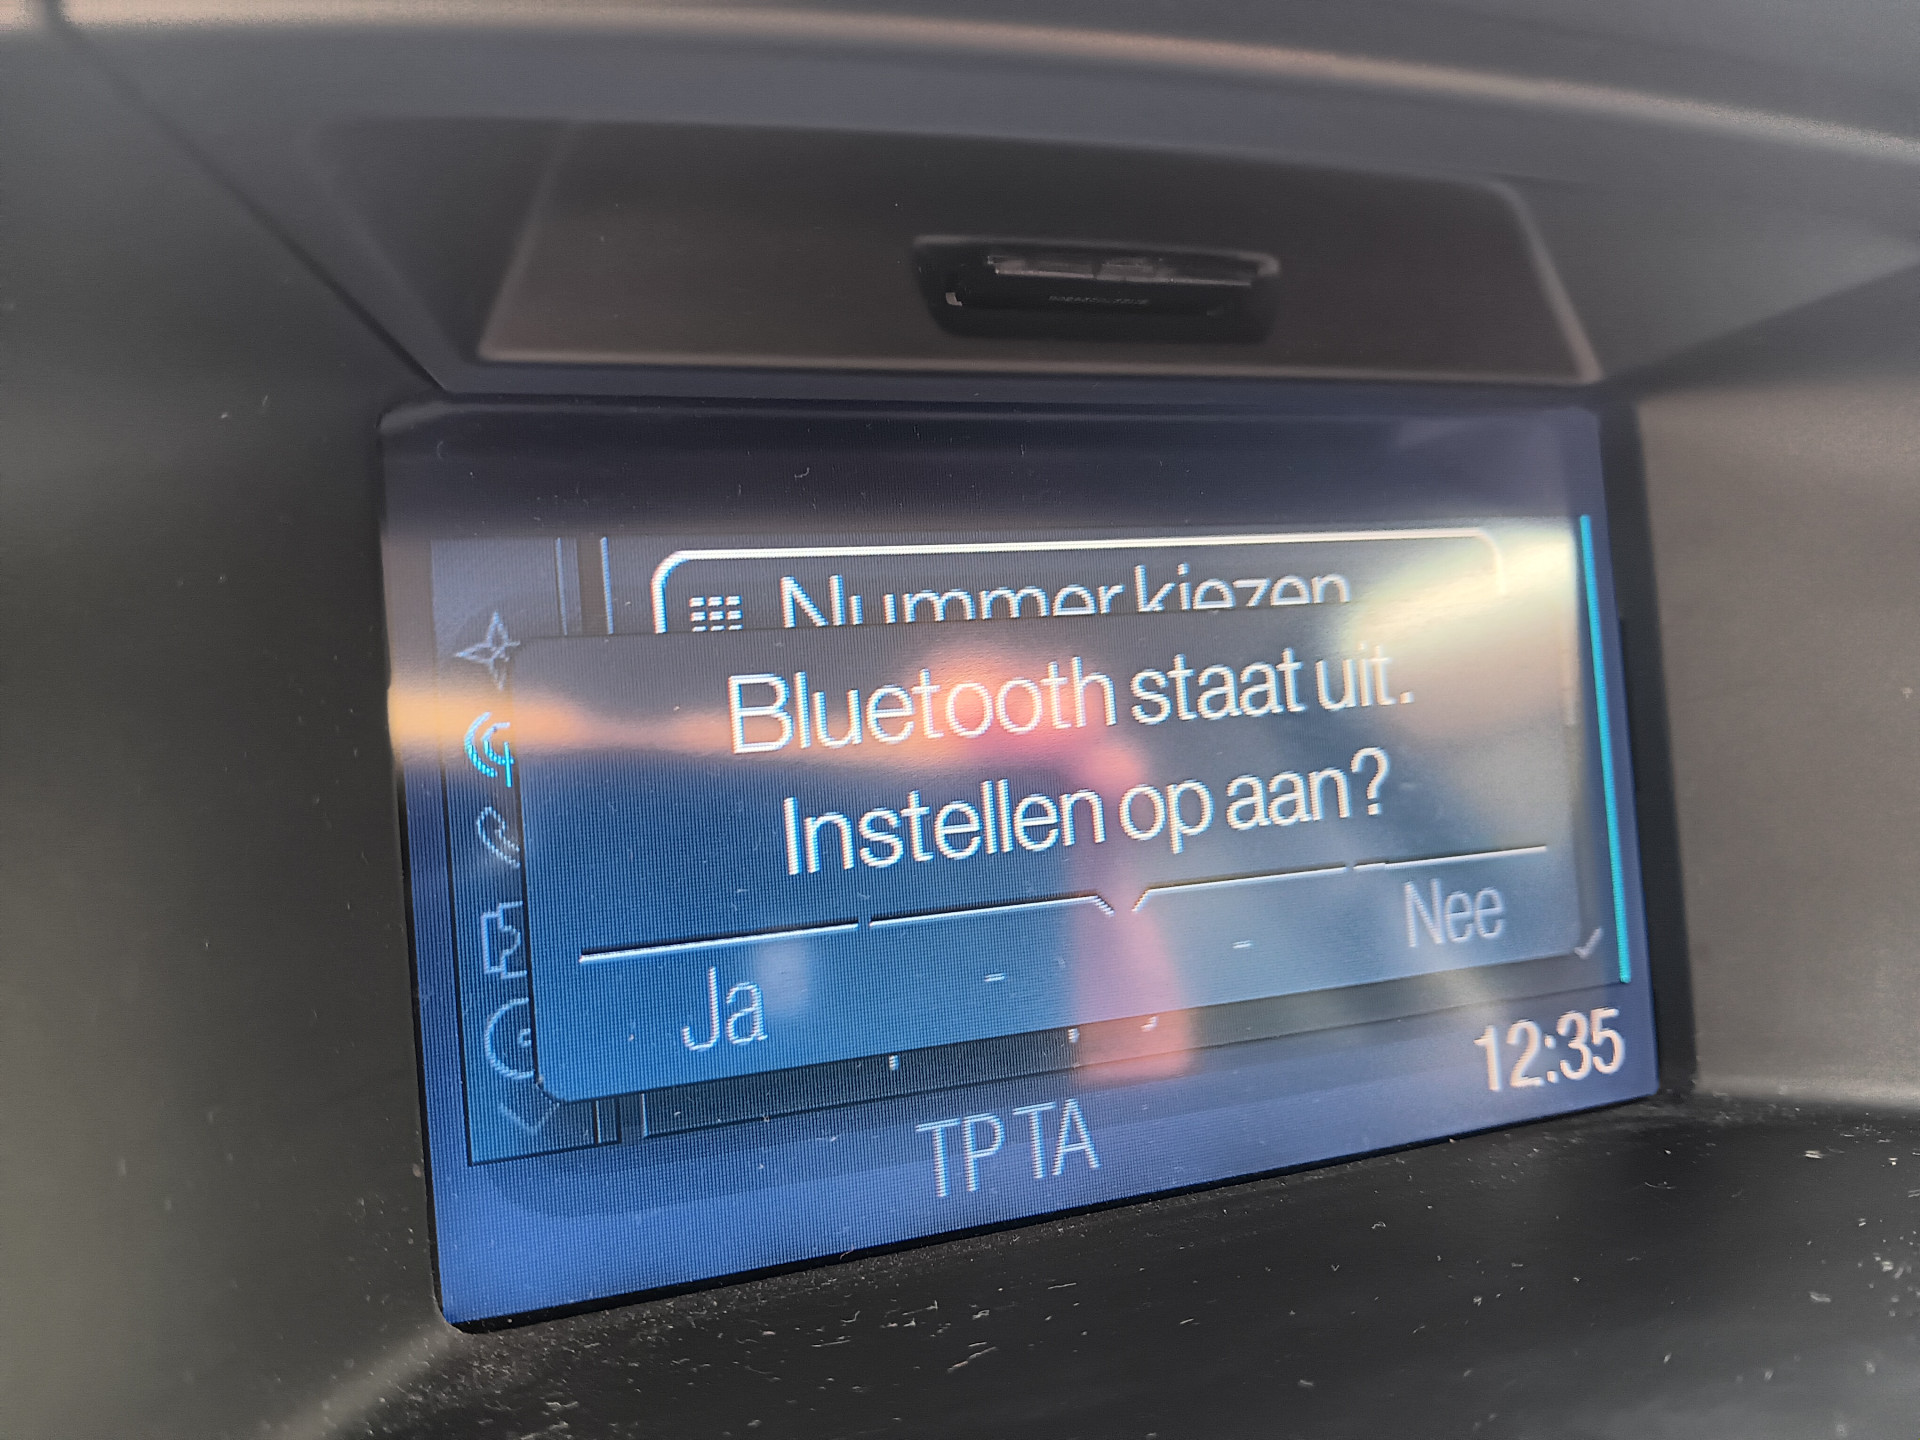 Nummer kiezen
Bluetooth staat uit.
Instellen op aan?
Ja - - Nee
12:35
TP TA